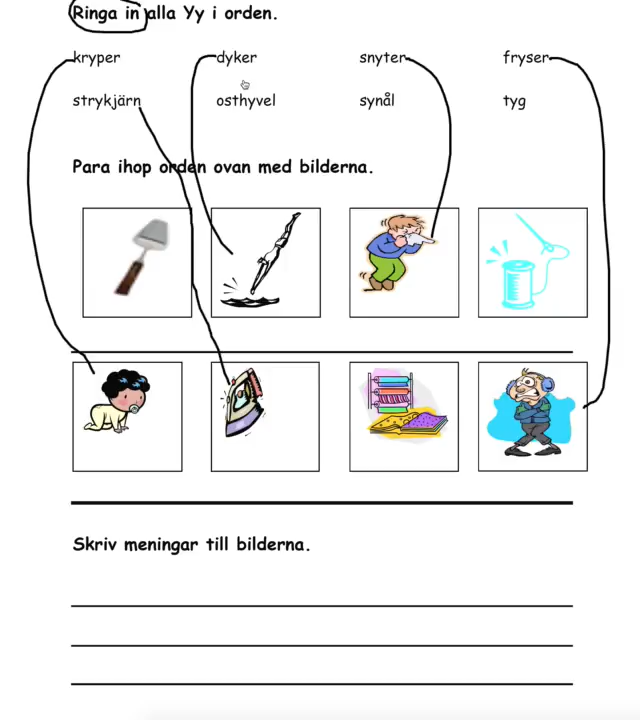 Ringa in alla Yy i orden.
kryper dyker snyter fryser
strykjärn osthyvel synål tyg
Para ihop orden ovan med bilderna.
Skriv meningar till bilderna.